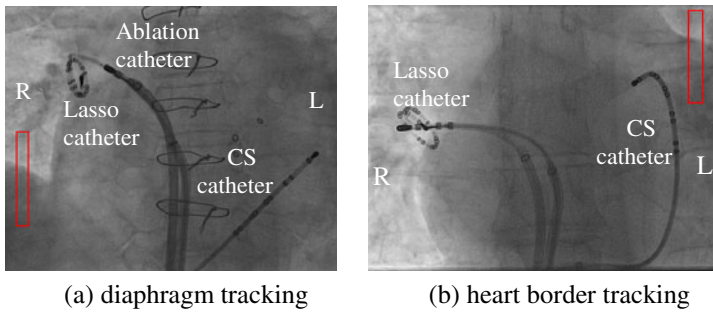 Ablation
catheter
R
Lasso
catheter
L
CS
catheter
(a) diaphragm tracking
Lasso
catheter
CS
catheter
R
L
(b) heart border tracking